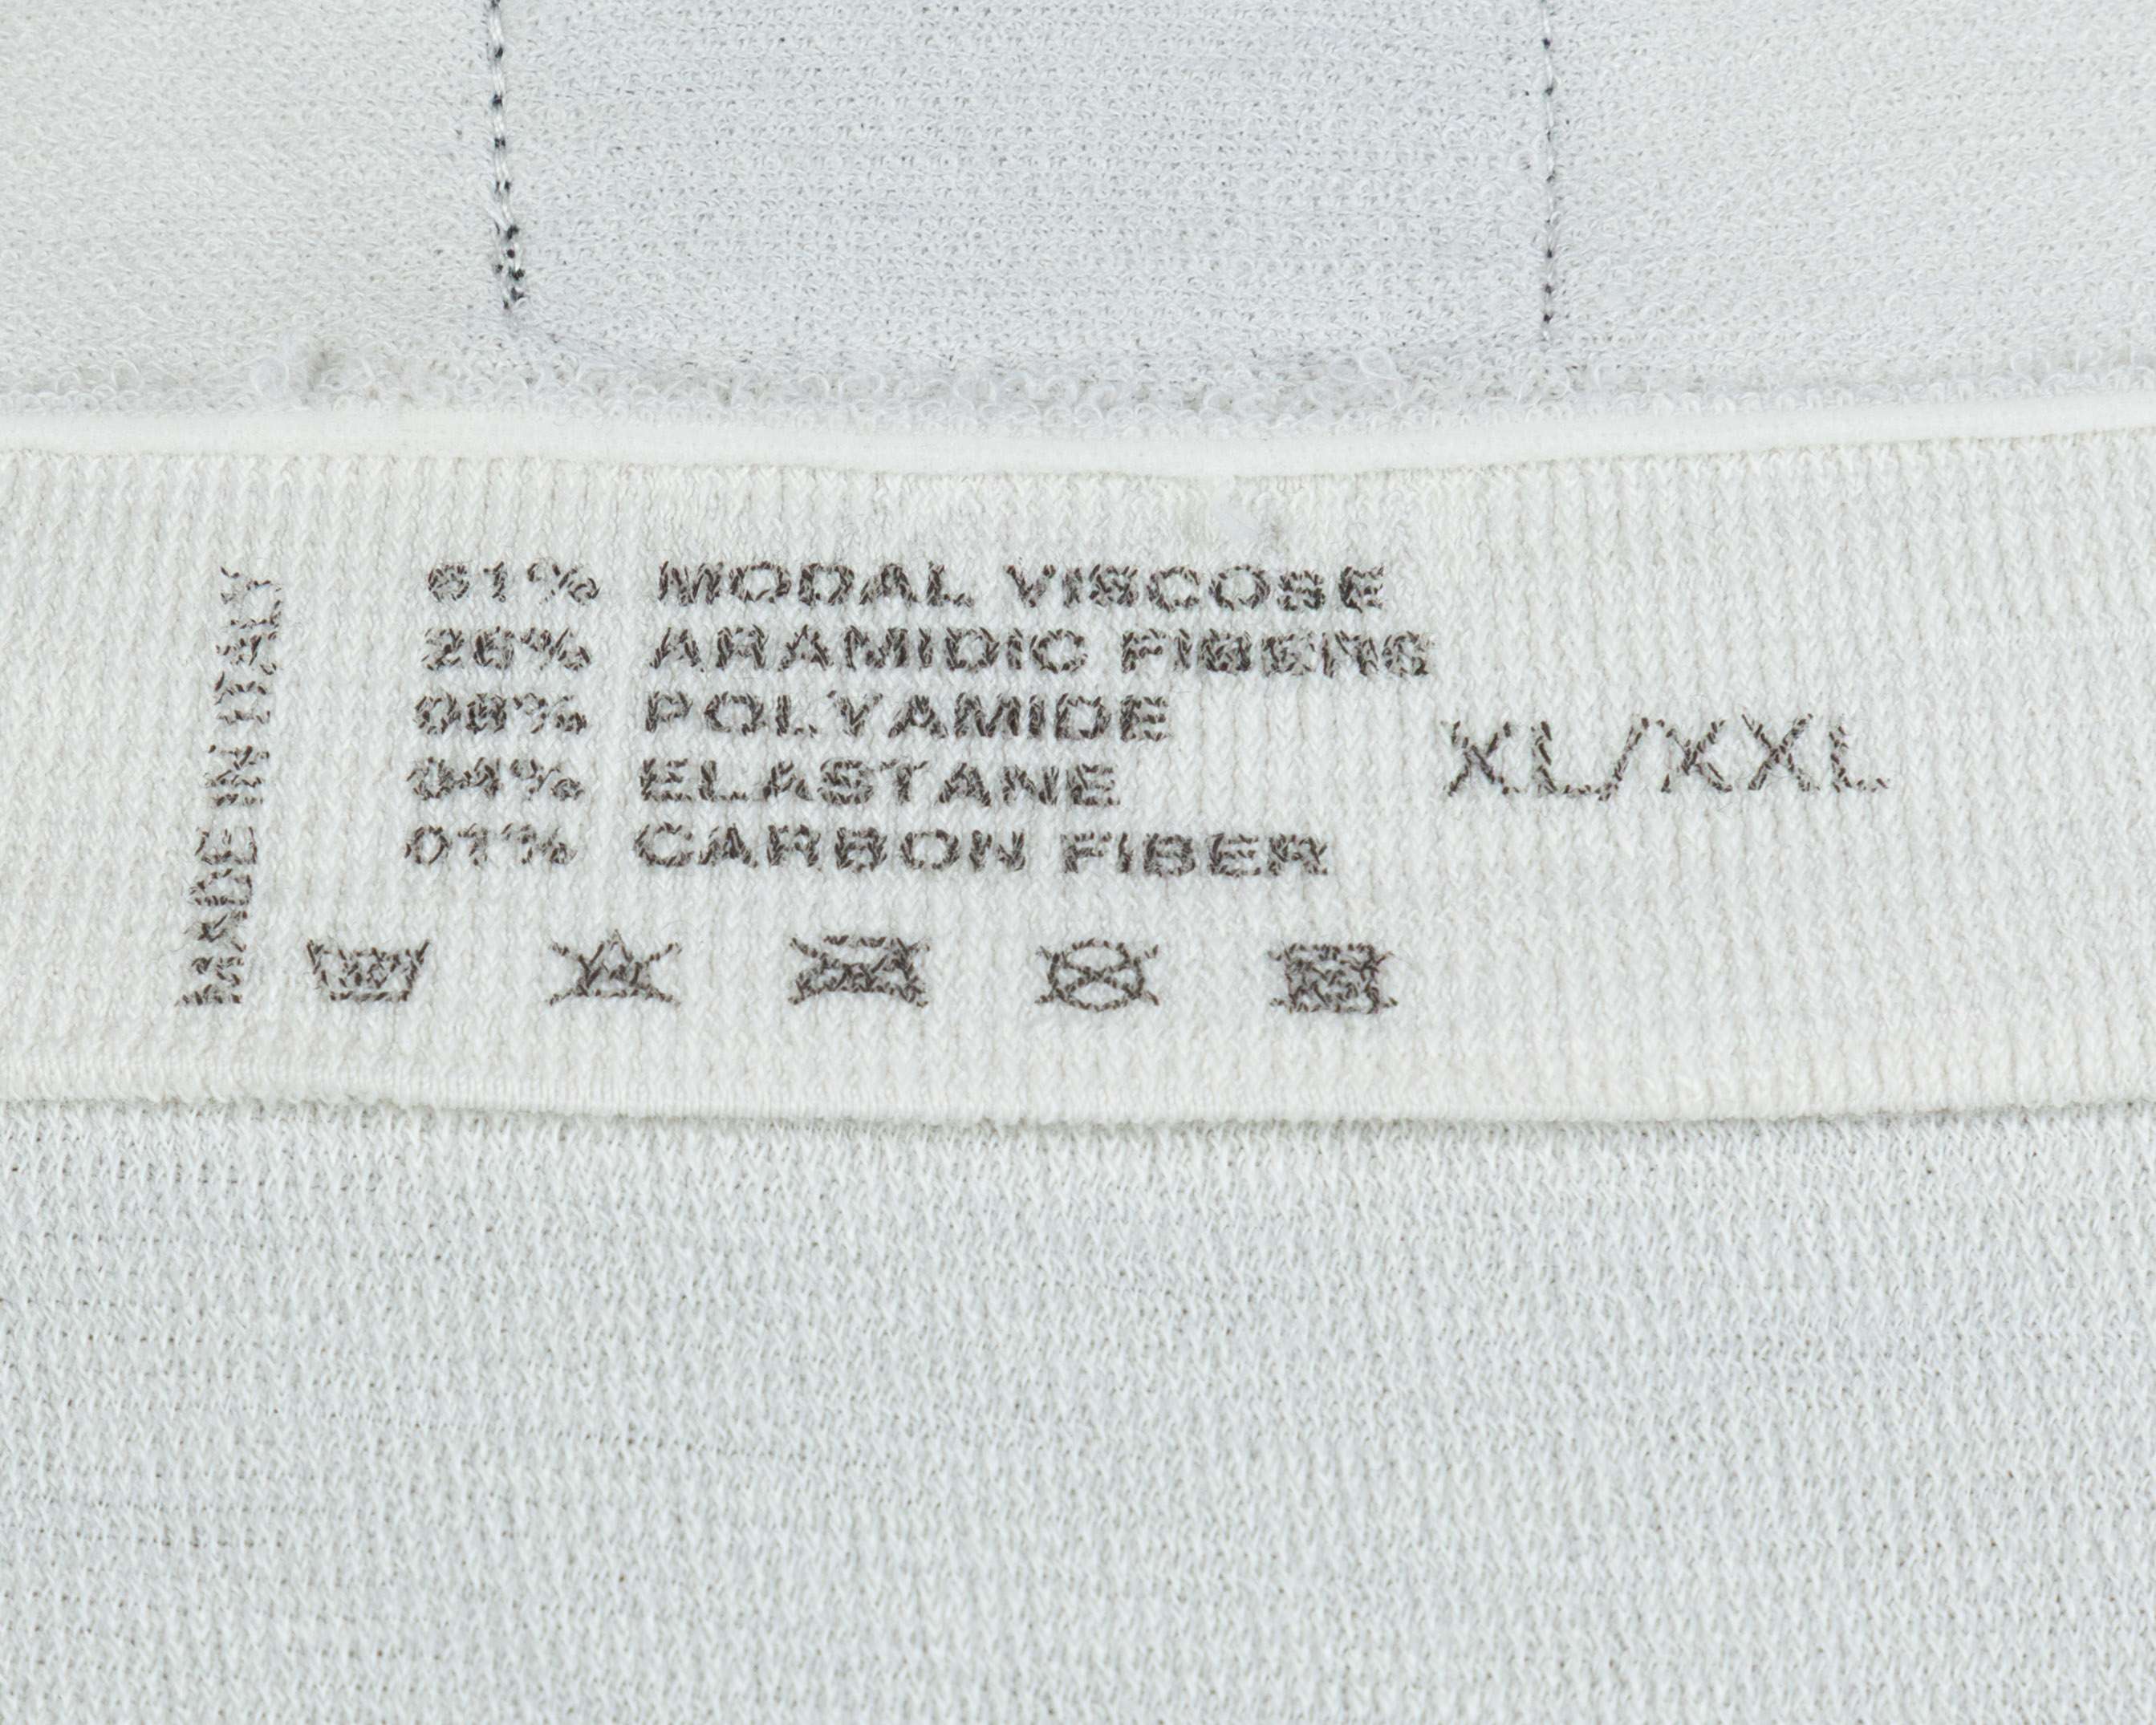 MADE IN ITALY
61% MODAL VISCOSE
26% ARAMIDIC FIBERS
08% POLYAMIDE
04% ELASTANE
01% CARBON FIBER
XL/XXL